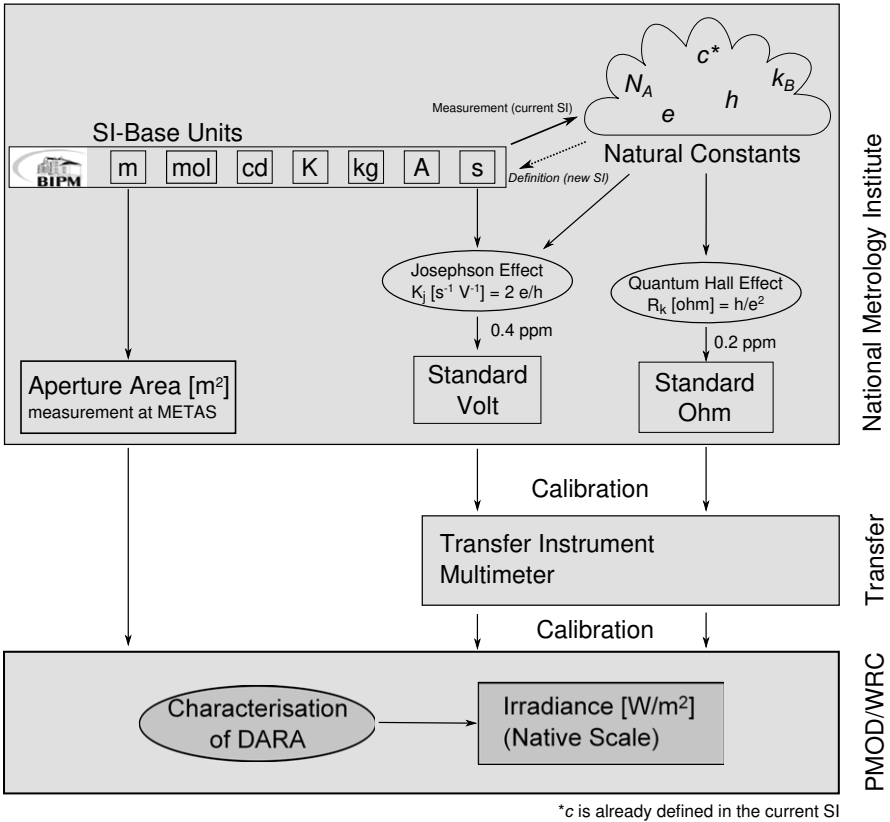 c*
N_A
k_B
e
h
Measurement (current SI)
SI-Base Units
Natural Constants
BIPM
m mol cd K kg A s
Definition (new SI)
Josephson Effect
K_j [s⁻¹ V⁻¹] = 2 e/h
Quantum Hall Effect
R_k [ohm] = h/e²
0.4 ppm
0.2 ppm
Aperture Area [m²]
measurement at METAS
Standard
Volt
Standard
Ohm
National Metrology Institute
Calibration
Transfer Instrument
Multimeter
Transfer
Calibration
Characterisation
of DARA
Irradiance [W/m²]
(Native Scale)
PMOD/WRC
*c is already defined in the current SI